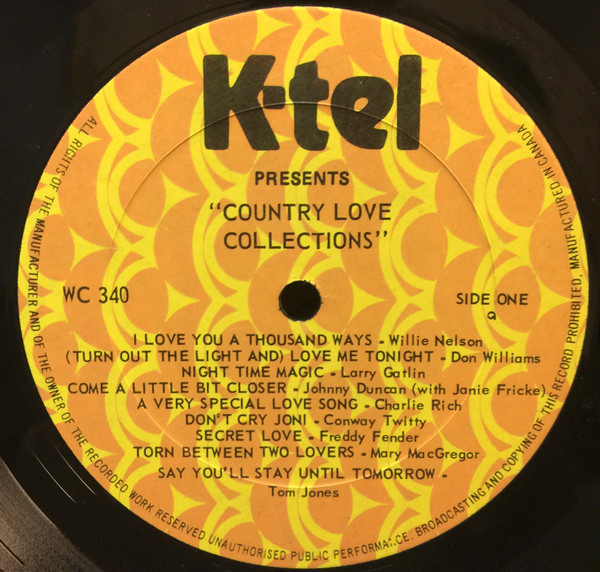 K-tel
PRESENTS
"COUNTRY LOVE
COLLECTIONS"
WC 340
SIDE ONE
a
I LOVE YOU A THOUSAND WAYS - Willie Nelson
(TURN OUT THE LIGHT AND) LOVE ME TONIGHT - Don Williams
NIGHT TIME MAGIC - Larry Gatlin
COME A LITTLE BIT CLOSER - Johnny Duncan (with Janie Fricke)
A VERY SPECIAL LOVE SONG - Charlie Rich
DON'T CRY JONI - Conway Twitty
SECRET LOVE - Freddy Fender
TORN BETWEEN TWO LOVERS - Mary MacGregor
SAY YOU'LL STAY UNTIL TOMORROW -
Tom Jones
ALL RIGHTS OF THE MANUFACTURER AND OF THE OWNER OF THE RECORDED WORK RESERVED UNAUTHORISED PUBLIC PERFORMANCE. BROADCASTING AND COPYING OF THIS RECORD PROHIBITED, MANUFACTURED IN CANADA